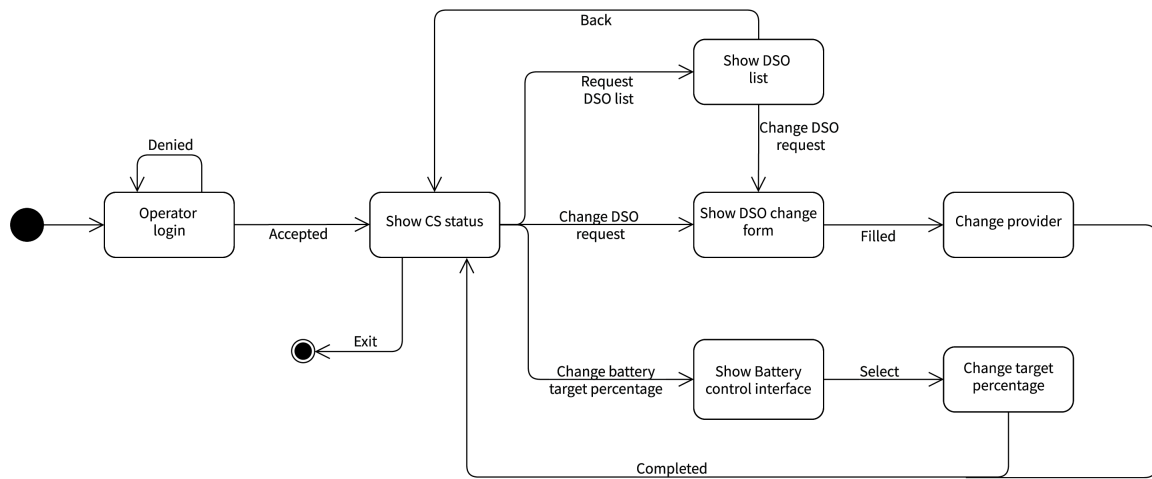 Back
Show DSO
list
Request
DSO list
Change DSO
request
Denied
Operator
login
Accepted
Show CS status
Change DSO
request
Show DSO change
form
Filled
Change provider
Exit
Change battery
target percentage
Show Battery
control interface
Select
Change target
percentage
Completed